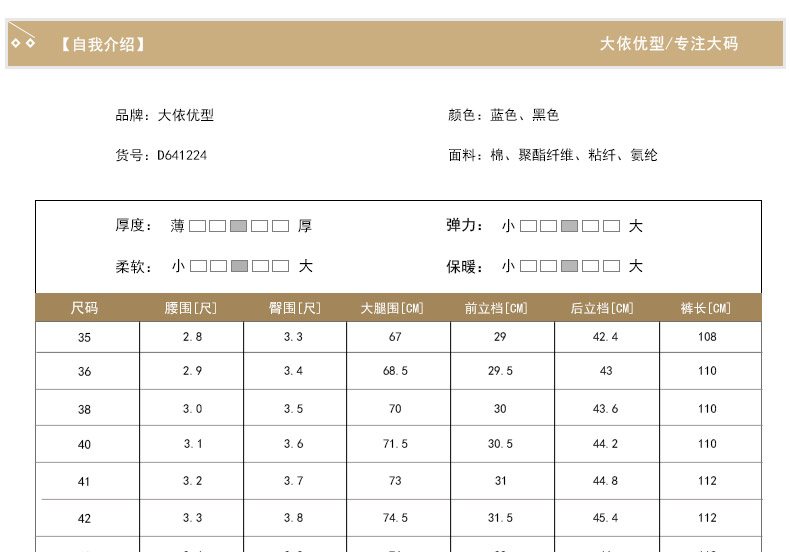 【自我介绍】 大依优型/专注大码
品牌：大依优型 颜色：蓝色、黑色
货号：D641224 面料：棉、聚酯纤维、粘纤、氨纶
厚度： 薄 厚 弹力： 小 大
柔软： 小 大 保暖： 小 大
尺码 腰围[尺] 臀围[尺] 大腿围[CM] 前立档[CM] 后立档[CM] 裤长[CM]
35 2.8 3.3 67 29 42.4 108
36 2.9 3.4 68.5 29.5 43 110
38 3.0 3.5 70 30 43.6 110
40 3.1 3.6 71.5 30.5 44.2 110
41 3.2 3.7 73 31 44.8 112
42 3.3 3.8 74.5 31.5 45.4 112